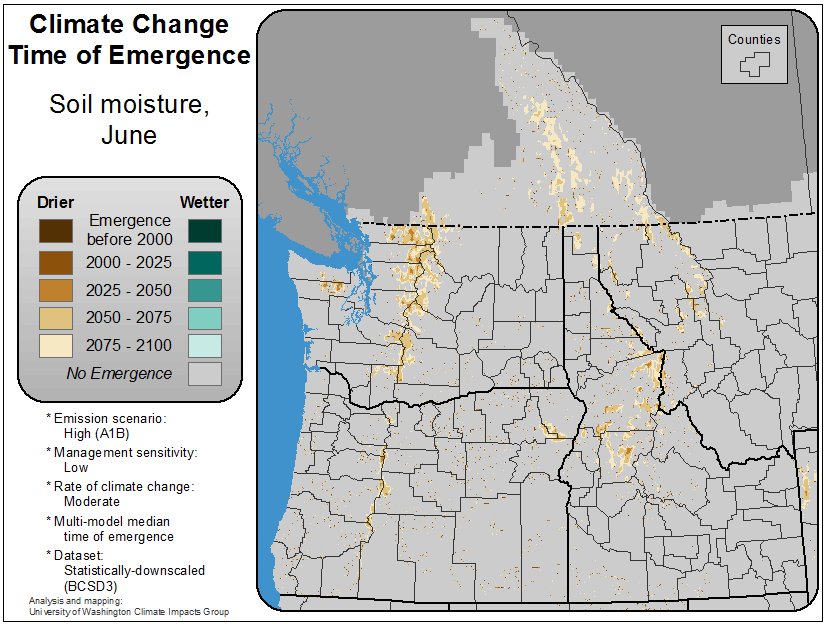 Climate Change
Time of Emergence
Soil moisture,
June
Drier
Wetter
Emergence
before 2000
2000 - 2025
2025 - 2050
2050 - 2075
2075 - 2100
No Emergence
* Emission scenario:
High (A1B)
* Management sensitivity:
Low
* Rate of climate change:
Moderate
* Multi-model median
time of emergence
* Dataset:
Statistically-downscaled
(BCSD3)
Analysis and mapping:
University of Washington Climate Impacts Group
Counties